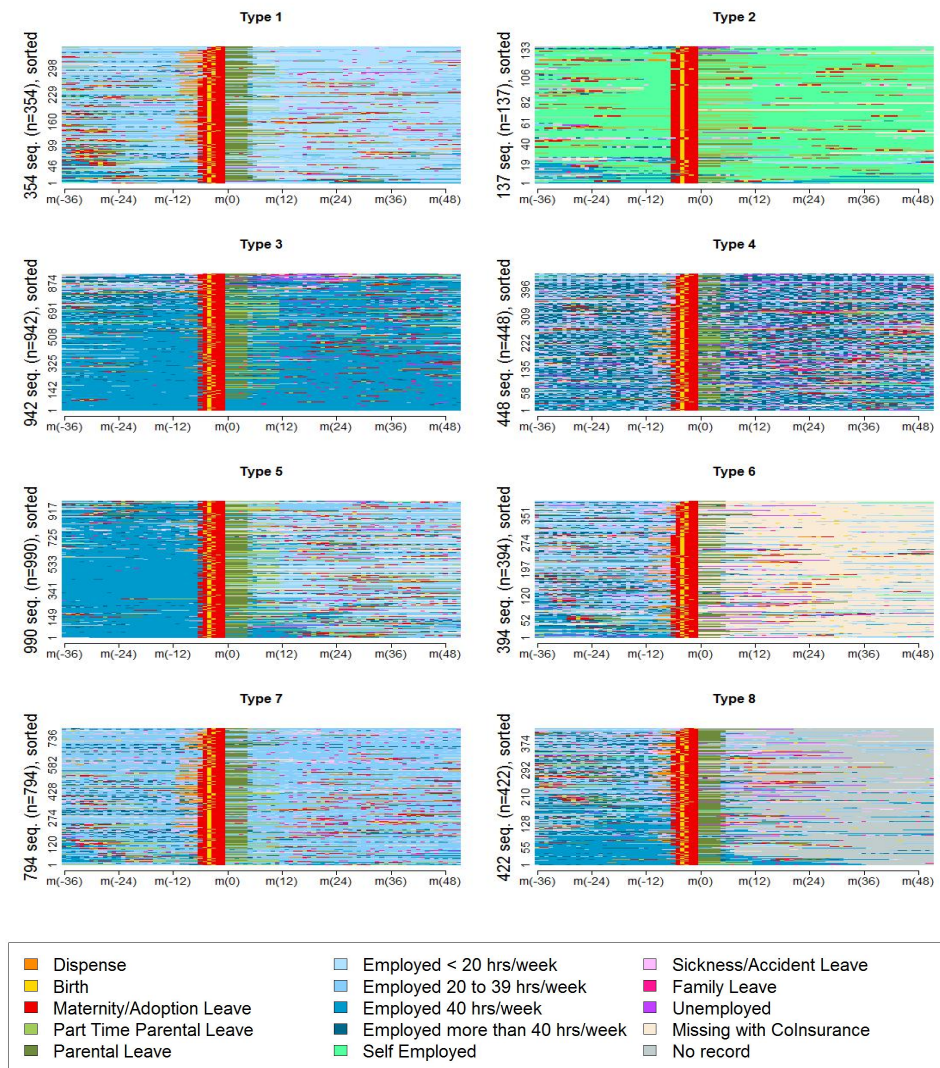 Type 1
354 seq. (n=354), sorted
1 46 99 160 229 298
m(-36) m(-24) m(-12) m(0) m(12) m(24) m(36) m(48)
Type 2
137 seq. (n=137), sorted
1 19 40 61 82 106 133
m(-36) m(-24) m(-12) m(0) m(12) m(24) m(36) m(48)
Type 3
942 seq. (n=942), sorted
1 142 325 508 691 874
m(-36) m(-24) m(-12) m(0) m(12) m(24) m(36) m(48)
Type 4
448 seq. (n=448), sorted
1 58 135 222 309 396
m(-36) m(-24) m(-12) m(0) m(12) m(24) m(36) m(48)
Type 5
990 seq. (n=990), sorted
1 149 341 533 725 917
m(-36) m(-24) m(-12) m(0) m(12) m(24) m(36) m(48)
Type 6
394 seq. (n=394), sorted
1 52 120 197 274 351
m(-36) m(-24) m(-12) m(0) m(12) m(24) m(36) m(48)
Type 7
794 seq. (n=794), sorted
1 120 274 428 582 736
m(-36) m(-24) m(-12) m(0) m(12) m(24) m(36) m(48)
Type 8
422 seq. (n=422), sorted
1 55 128 210 292 374
m(-36) m(-24) m(-12) m(0) m(12) m(24) m(36) m(48)
Dispense
Birth
Maternity/Adoption Leave
Part Time Parental Leave
Parental Leave
Employed < 20 hrs/week
Employed 20 to 39 hrs/week
Employed 40 hrs/week
Employed more than 40 hrs/week
Self Employed
Sickness/Accident Leave
Family Leave
Unemployed
Missing with CoInsurance
No record